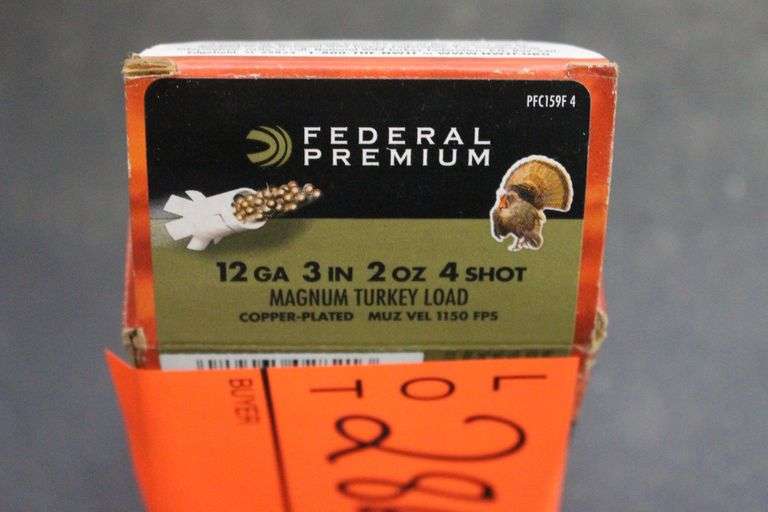 PFC159F 4
FEDERAL
PREMIUM
12 GA 3 IN 2 OZ 4 SHOT
MAGNUM TURKEY LOAD
COPPER-PLATED MUZ VEL 1150 FPS
BUYER
LOT
28